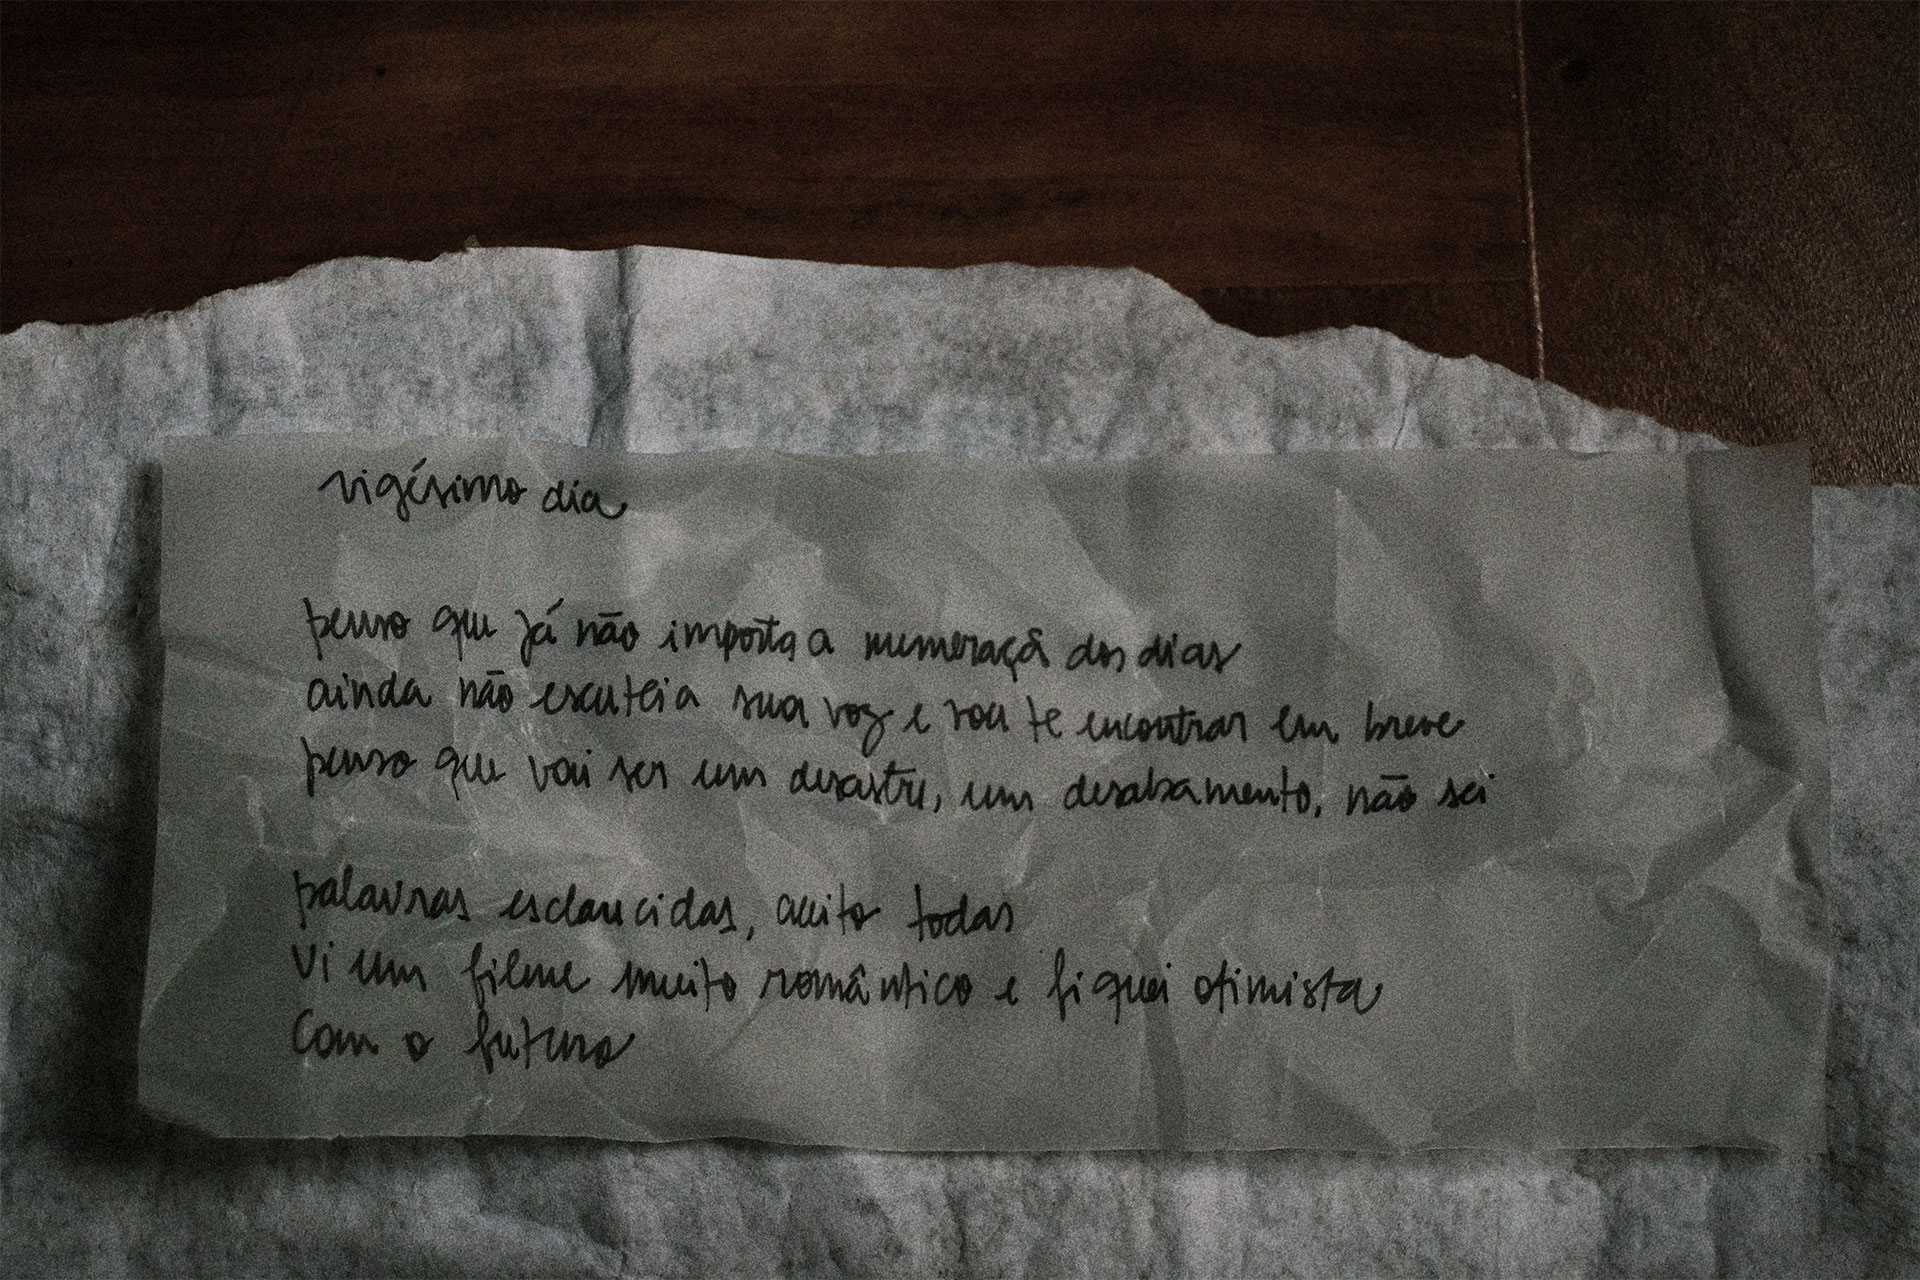 vigésimo dia
penso que já não importa a numeração dos dias
ainda não escutei a sua voz e vou te encontrar em breve
penso que vai ser um desastre, um desabamento, não sei
palavras esclarecidas, aceito todas
vi um filme muito romântico e fiquei otimista
com o futuro